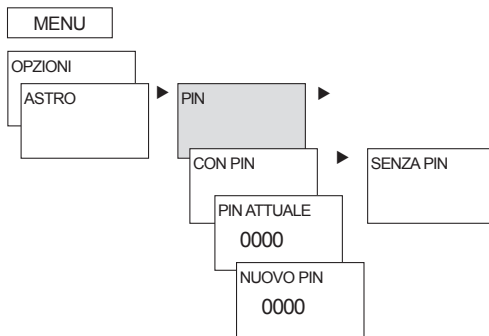 MENU
OPZIONI
ASTRO
PIN
CON PIN
SENZA PIN
PIN ATTUALE
0000
NUOVO PIN
0000